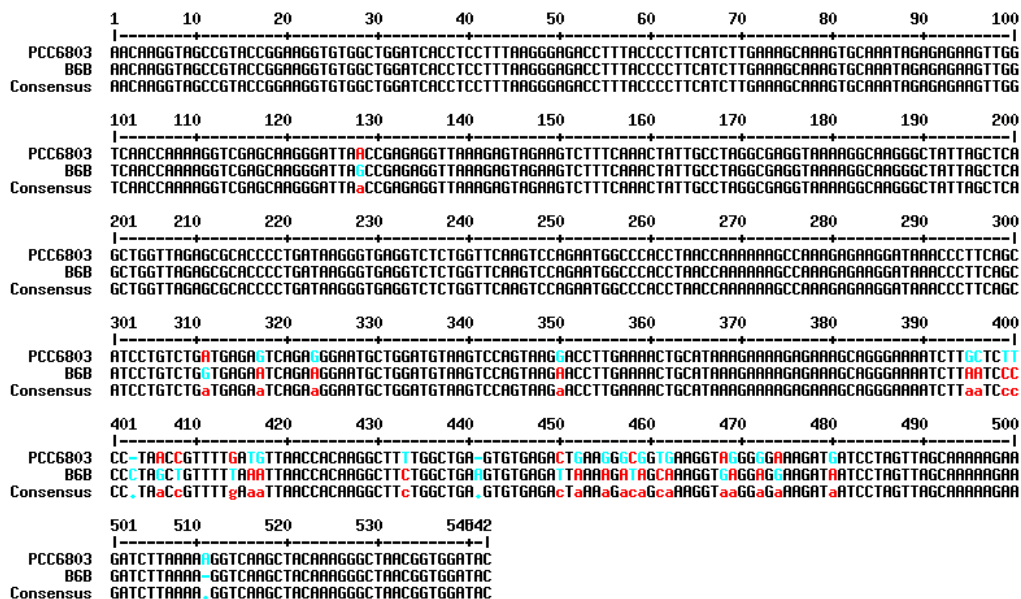 1 10 20 30 40 50 60 70 80 90 100
|--------+---------+---------+---------+---------+---------+---------+---------+---------+---------|
PCC6803 AACAAGGTAGCCGTACCGGAAGGTGTGGCTGGATCACCTCCTTTAAGGGAGACCTTTACCCCTTCATCTTGAAAGCAAAGTGCAAATAGAGAGAAGTTGG
B6B AACAAGGTAGCCGTACCGGAAGGTGTGGCTGGATCACCTCCTTTAAGGGAGACCTTTACCCCTTCATCTTGAAAGCAAAGTGCAAATAGAGAGAAGTTGG
Consensus AACAAGGTAGCCGTACCGGAAGGTGTGGCTGGATCACCTCCTTTAAGGGAGACCTTTACCCCTTCATCTTGAAAGCAAAGTGCAAATAGAGAGAAGTTGG
101 110 120 130 140 150 160 170 180 190 200
|--------+---------+---------+---------+---------+---------+---------+---------+---------+---------|
PCC6803 TCAACCAAAAGGTCGAGCAAGGGATTAACCGAGAGGTTAAAGAGTAGAAGTCTTTCAAACTATTGCCTAGGCGAGGTAAAAGGCAAGGGCTATTAGCTCA
B6B TCAACCAAAAGGTCGAGCAAGGGATTAGCCGAGAGGTTAAAGAGTAGAAGTCTTTCAAACTATTGCCTAGGCGAGGTAAAAGGCAAGGGCTATTAGCTCA
Consensus TCAACCAAAAGGTCGAGCAAGGGATTAaCCGAGAGGTTAAAGAGTAGAAGTCTTTCAAACTATTGCCTAGGCGAGGTAAAAGGCAAGGGCTATTAGCTCA
201 210 220 230 240 250 260 270 280 290 300
|--------+---------+---------+---------+---------+---------+---------+---------+---------+---------|
PCC6803 GCTGGTTAGAGCGCACCCCTGATAAGGGTGAGGTCTCTGGTTCAAGTCCAGAATGGCCCACCTAACCAAAAAAGCCAAAGAGAAGGATAAACCCTTCAGC
B6B GCTGGTTAGAGCGCACCCCTGATAAGGGTGAGGTCTCTGGTTCAAGTCCAGAATGGCCCACCTAACCAAAAAAGCCAAAGAGAAGGATAAACCCTTCAGC
Consensus GCTGGTTAGAGCGCACCCCTGATAAGGGTGAGGTCTCTGGTTCAAGTCCAGAATGGCCCACCTAACCAAAAAAGCCAAAGAGAAGGATAAACCCTTCAGC
301 310 320 330 340 350 360 370 380 390 400
|--------+---------+---------+---------+---------+---------+---------+---------+---------+---------|
PCC6803 ATCCTGTCTGATGAGAGTCAGAGGGAATGCTGGATGTAAGTCCAGTAAGGACCTTGAAAACTGCATAAAGAAAAGAGAAAGCAGGGAAAATCTTGCTCTT
B6B ATCCTGTCTGGTGAGAATCAGAAGGAATGCTGGATGTAAGTCCAGTAAGAACCTTGAAAACTGCATAAAGAAAAGAGAAAGCAGGGAAAATCTTAATCCC
Consensus ATCCTGTCTGaTGAGAaTCAGAaGGAATGCTGGATGTAAGTCCAGTAAGaACCTTGAAAACTGCATAAAGAAAAGAGAAAGCAGGGAAAATCTTaaTCcc
401 410 420 430 440 450 460 470 480 490 500
|--------+---------+---------+---------+---------+---------+---------+---------+---------+---------|
PCC6803 CC-TAACCGTTTTGATGTTAACCACAAGGCTTTTGGCTGA-GTGTGAGACTGAAGGGCGGTGAAGGTAGGGGGAAAGATGATCCTAGTTAGCAAAAAGAA
B6B CCCTAGCTGTTTTTAAATTAACCACAAGGCTTCTGGCTGAAGTGTGAGATTAAAAGATAGCAAAGGTGAGGAGGAAGATAATCCTAGTTAGCAAAAAGAA
Consensus CC.TAaCcGTTTTgAaaTTAACCACAAGGCTTcTGGCTGA.GTGTGAGAcTaAAaGacaGcaAAGGTaaGGaGaAAGATaATCCTAGTTAGCAAAAAGAA
501 510 520 530 540542
|--------+---------+---------+---------+-|
PCC6803 GATCTTAAAAAGGTCAAGCTACAAAGGGCTAACGGTGGATAC
B6B GATCTTAAAA-GGTCAAGCTACAAAGGGCTAACGGTGGATAC
Consensus GATCTTAAAA.GGTCAAGCTACAAAGGGCTAACGGTGGATAC